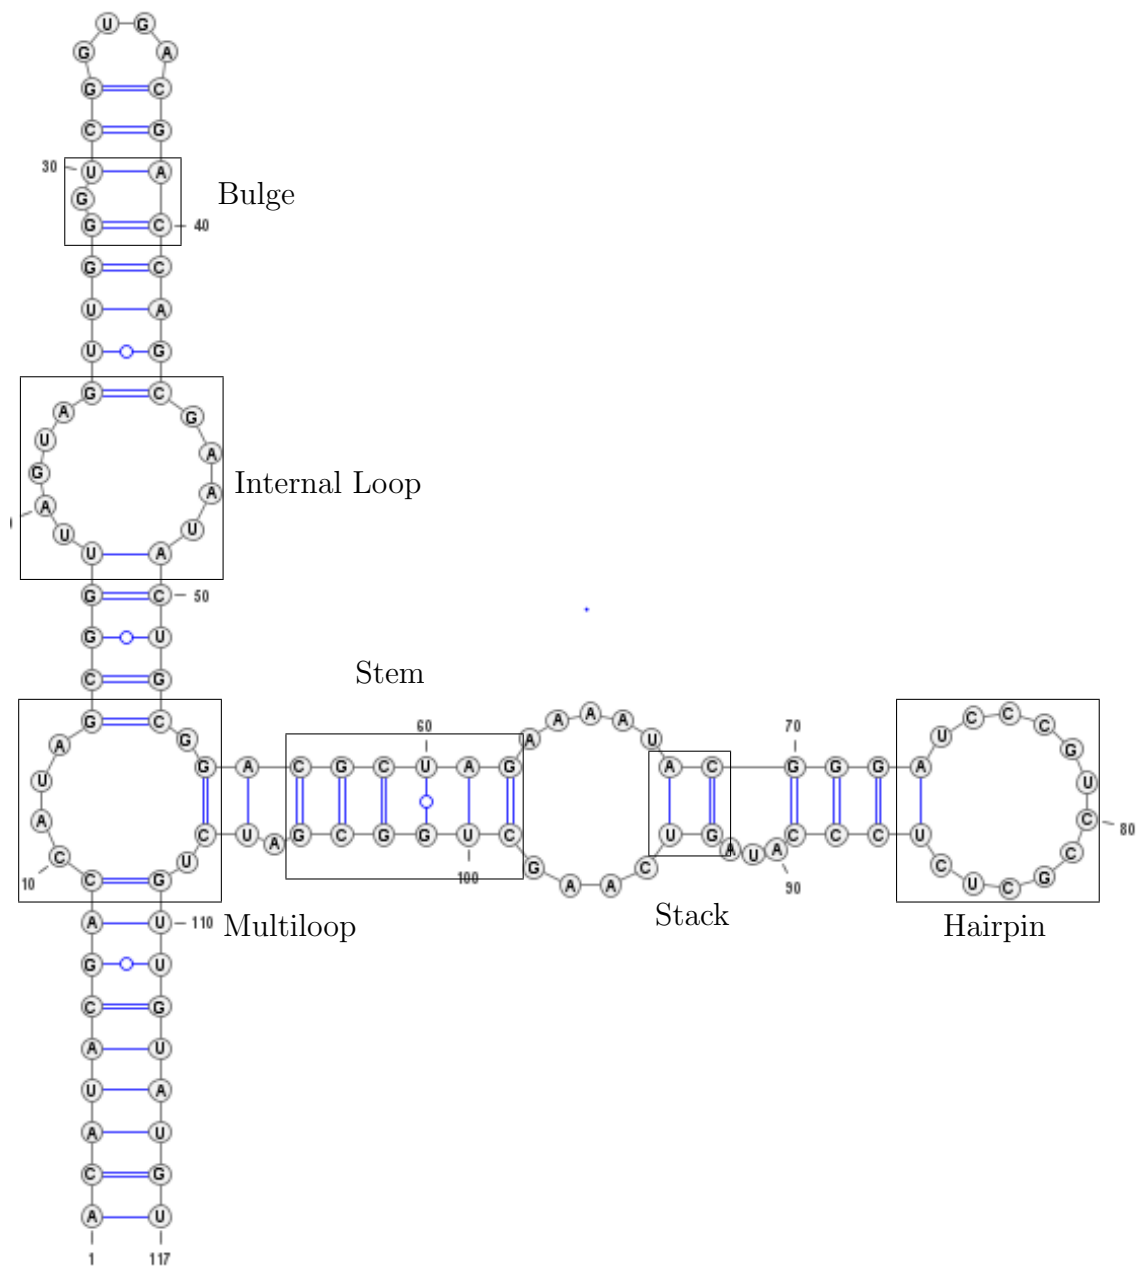 U G
G A
G C
C G
30 U A
G
Bulge
G C 40
G C
U A
U G
G C
A G
U A
G
Internal Loop
A A
U U
U A
G C 50
G U
C G
Stem
G C
60
70
A G
A A A A U
U C C C G U C C G C U C
U
G A C G C U A G A C G G G A
80
A
C U A G C G G U C U G A U A C C C U
C U
10
100
90
G A A C
C G
Stack
Hairpin
A U 110
Multiloop
G U
C G
A U
U A
A U
C G
A U
1 117